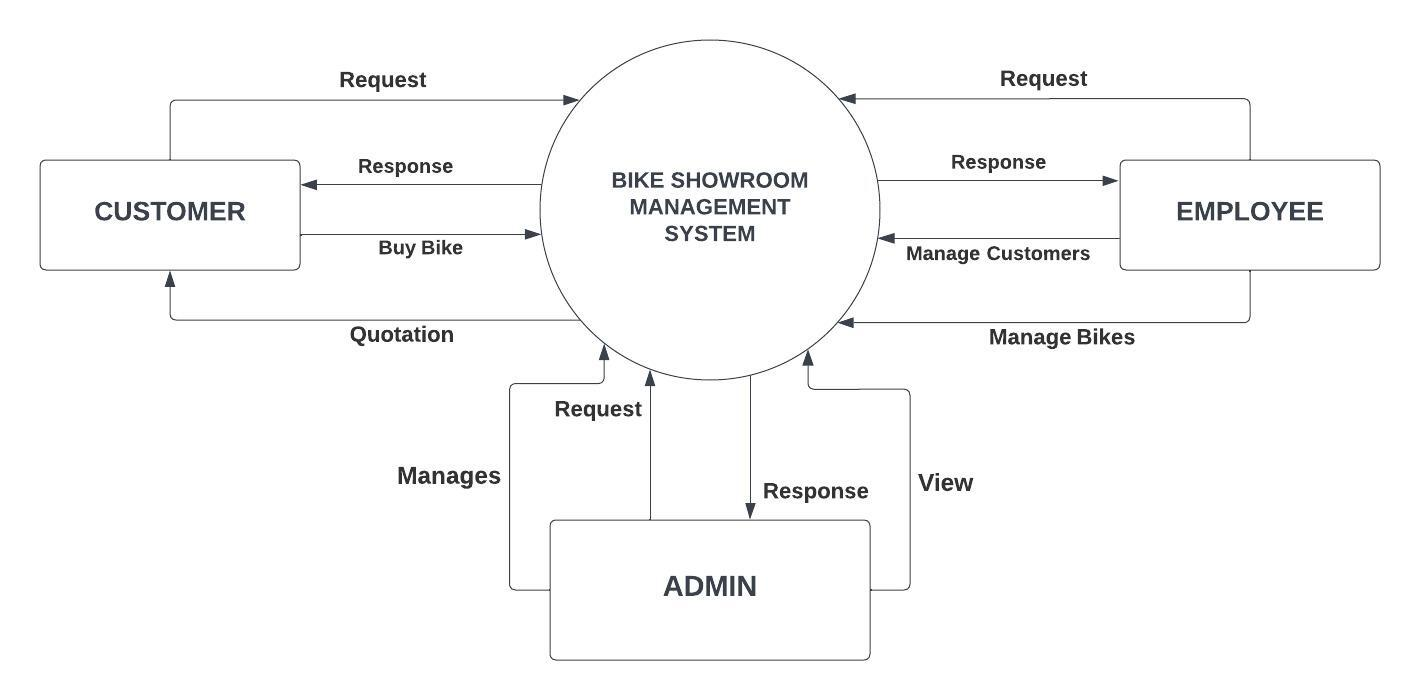 Request
Request
Response
Response
BIKE SHOWROOM
MANAGEMENT
SYSTEM
CUSTOMER
EMPLOYEE
Buy Bike
Manage Customers
Quotation
Manage Bikes
Request
Manages
View
Response
ADMIN